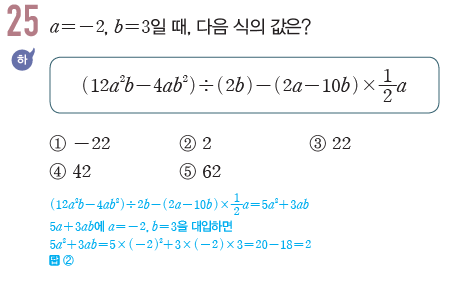 25 a=-2, b=3일 때, 다음 식의 값은?
하
(12a²b-4ab²)÷(2b)-(2a-10b)×1/2a
① -22 ② 2 ③ 22
④ 42 ⑤ 62
(12a²b-4ab²)÷2b-(2a-10b)×1/2a=5a²+3ab
5a+3ab에 a=-2, b=3을 대입하면
5a²+3ab=5×(-2)²+3×(-2)×3=20-18=2
답 ②